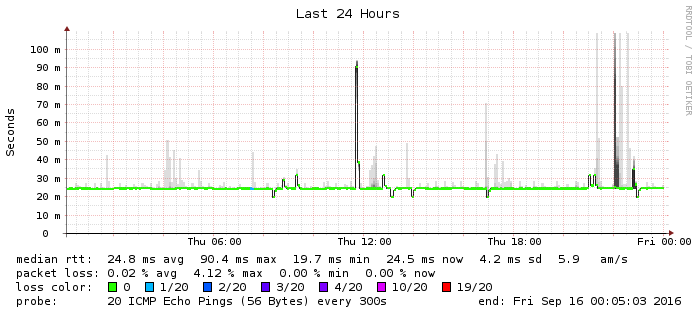 Last 24 Hours
RRDTOOL / TOBI OETIKER
Seconds
100 m
90 m
80 m
70 m
60 m
50 m
40 m
30 m
20 m
10 m
0
Thu 06:00 Thu 12:00 Thu 18:00 Fri 00:00
median rtt: 24.8 ms avg 90.4 ms max 19.7 ms min 24.5 ms now 4.2 ms sd 5.9 am/s
packet loss: 0.02 % avg 4.12 % max 0.00 % min 0.00 % now
loss color: 0 1/20 2/20 3/20 4/20 10/20 19/20
probe: 20 ICMP Echo Pings (56 Bytes) every 300s end: Fri Sep 16 00:05:03 2016